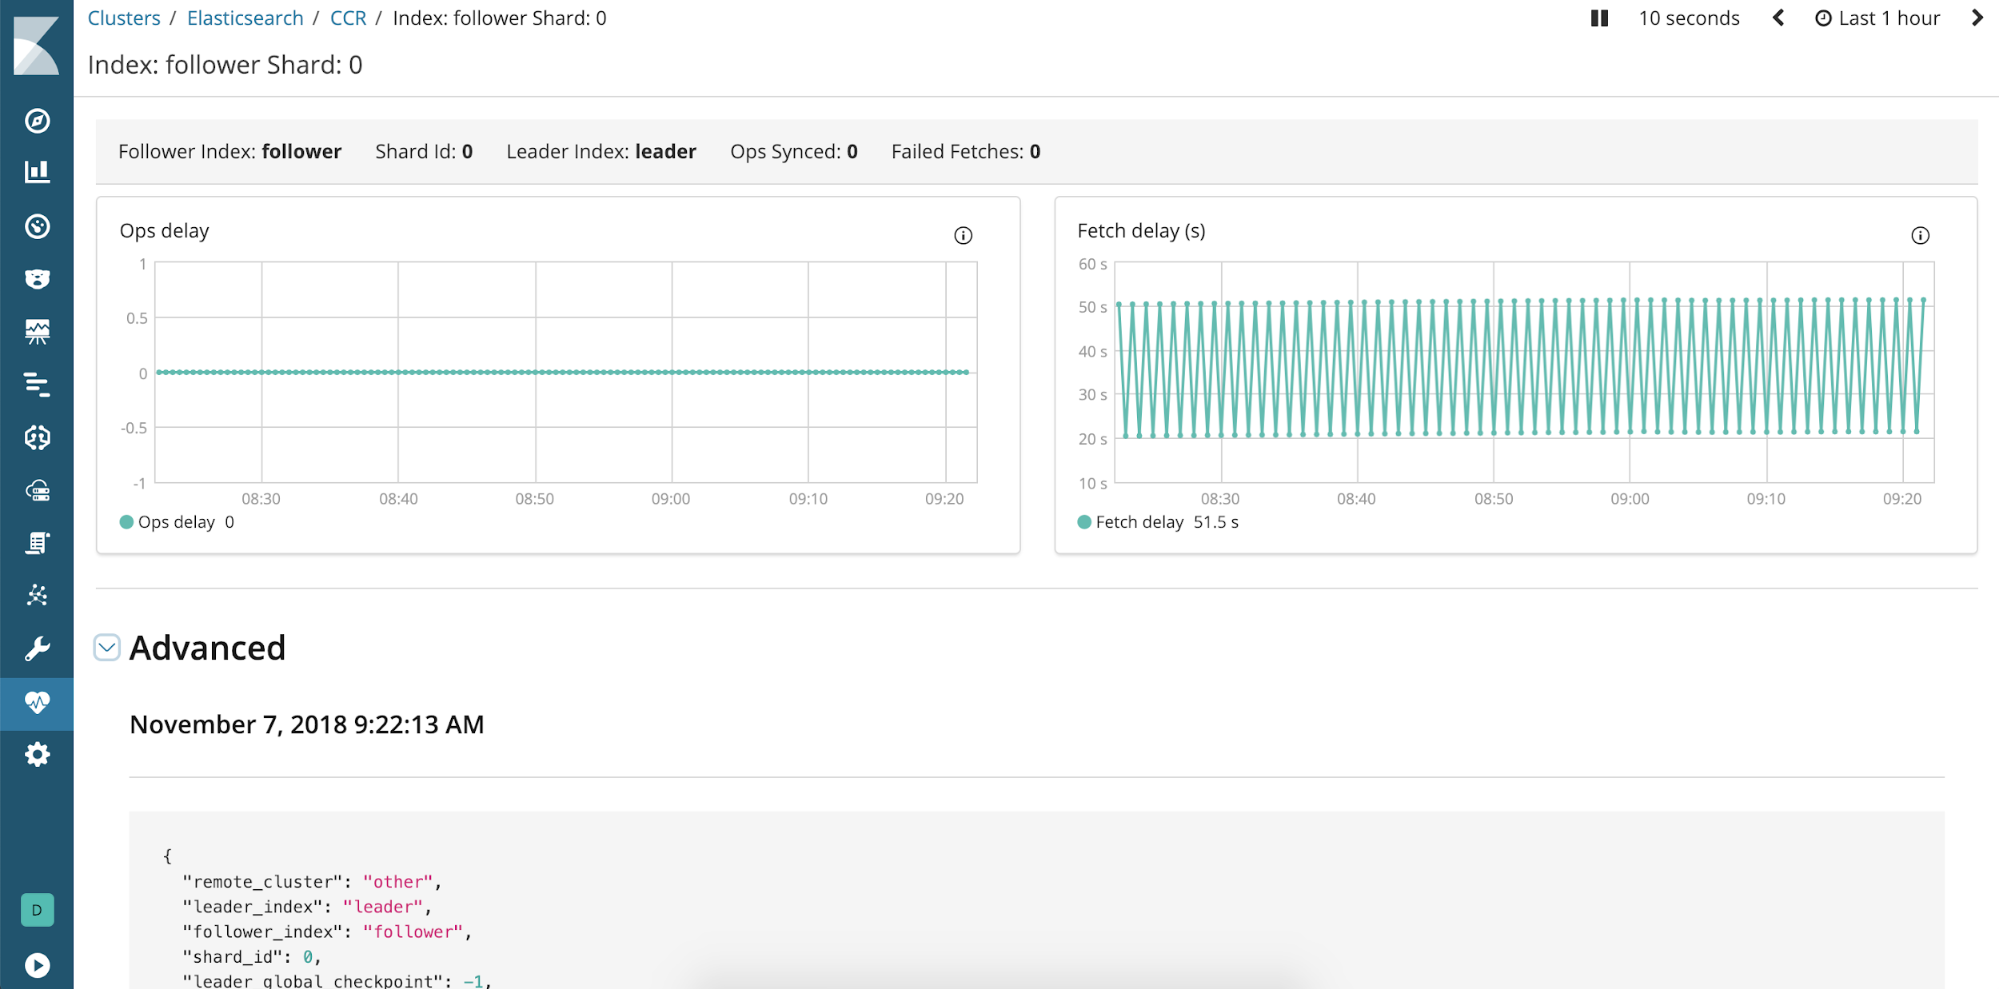 Clusters / Elasticsearch / CCR / Index: follower Shard: 0
10 seconds
Last 1 hour
Index: follower Shard: 0
Follower Index: follower Shard Id: 0 Leader Index: leader Ops Synced: 0 Failed Fetches: 0
Ops delay
1
0.5
0
-0.5
-1
08:30 08:40 08:50 09:00 09:10 09:20
Ops delay 0
Fetch delay (s)
60 s
50 s
40 s
30 s
20 s
10 s
08:30 08:40 08:50 09:00 09:10 09:20
Fetch delay 51.5 s
Advanced
November 7, 2018 9:22:13 AM
{
"remote_cluster": "other",
"leader_index": "leader",
"follower_index": "follower",
"shard_id": 0,
"leader_global_checkpoint": -1,
D